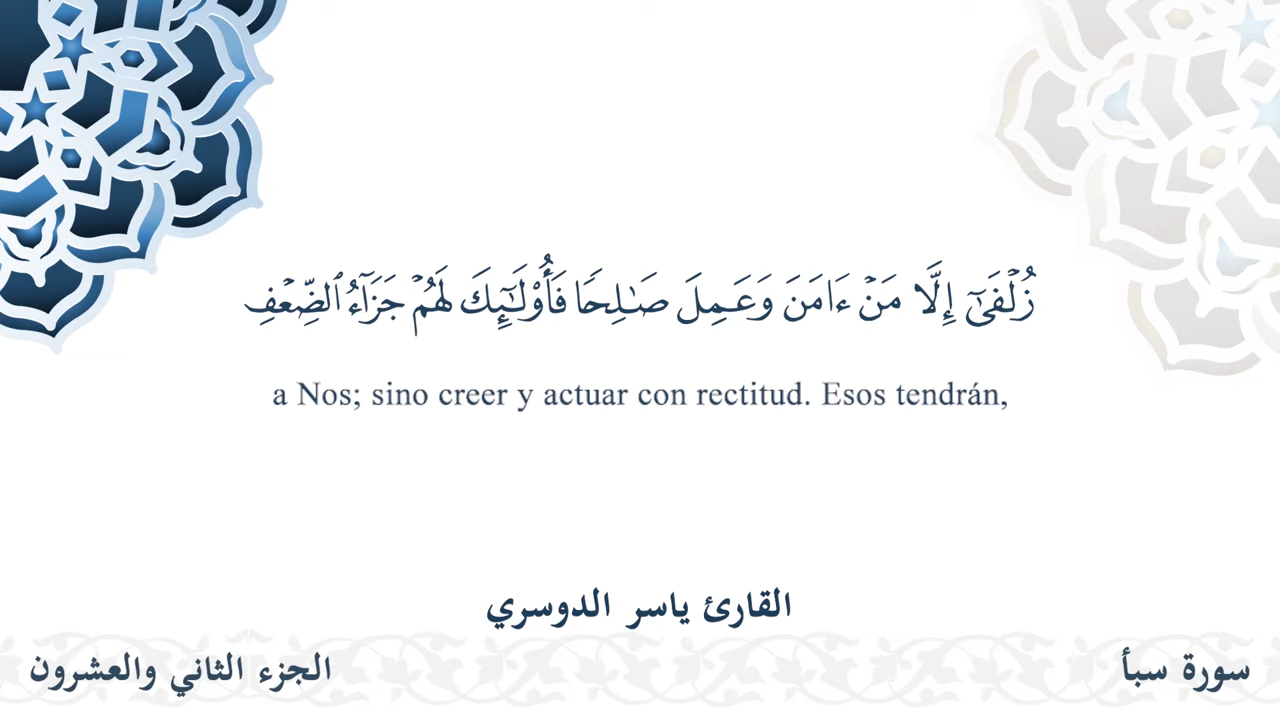 زُلْفَىٰٓ إِلَّا مَنْ ءَامَنَ وَعَمِلَ صَـٰلِحًا فَأُو۟لَـٰٓئِكَ لَهُمْ جَزَآءُ ٱلضِّعْفِ
a Nos; sino creer y actuar con rectitud. Esos tendrán,
القارئ ياسر الدوسري
سورة سبأ
الجزء الثاني والعشرون